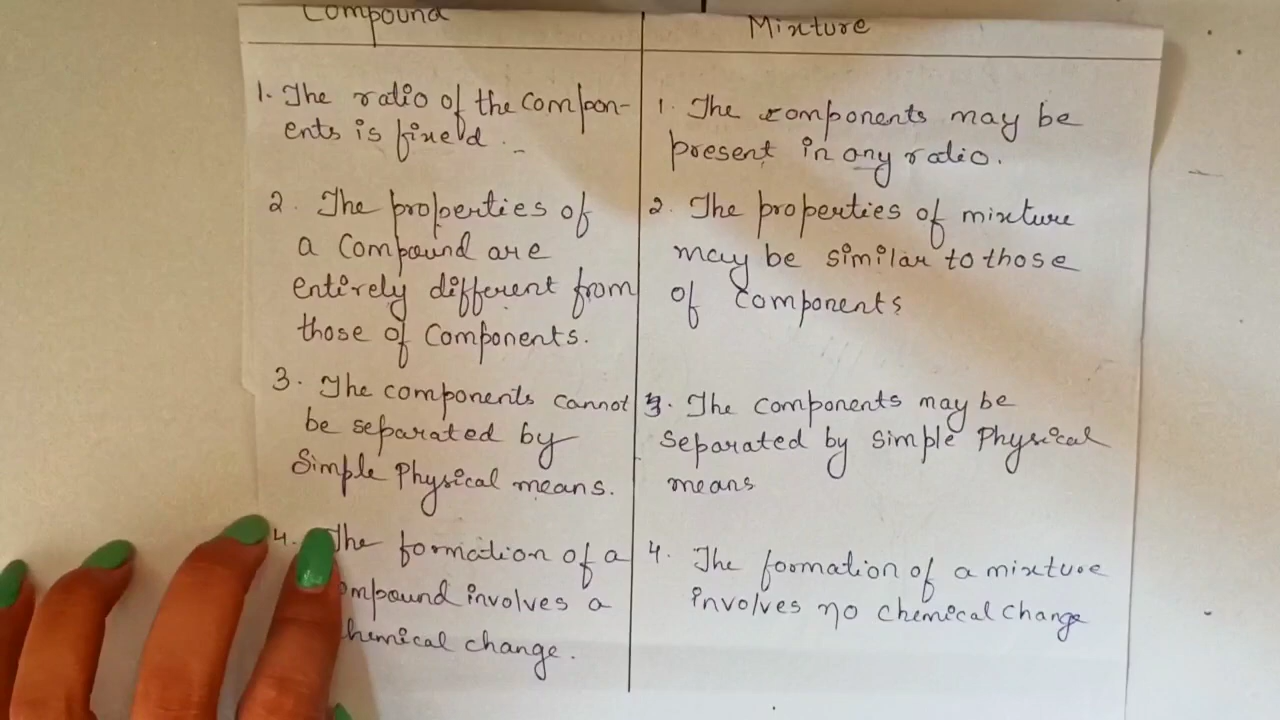 Compound
Mixture
1. The ratio of the compon-
ents is fixed.
2. The properties of
a Compound are
entirely different from
those of Components.
3. The components cannot
be separated by
Simple Physical means.
4. The formation of a
ompound involves a
hemical change.
1. The components may be
present in any ratio.
2. The properties of mixture
may be similar to those
of Components
3. The components may be
separated by simple Physical
means
4. The formation of a mixture
involves no chemical change